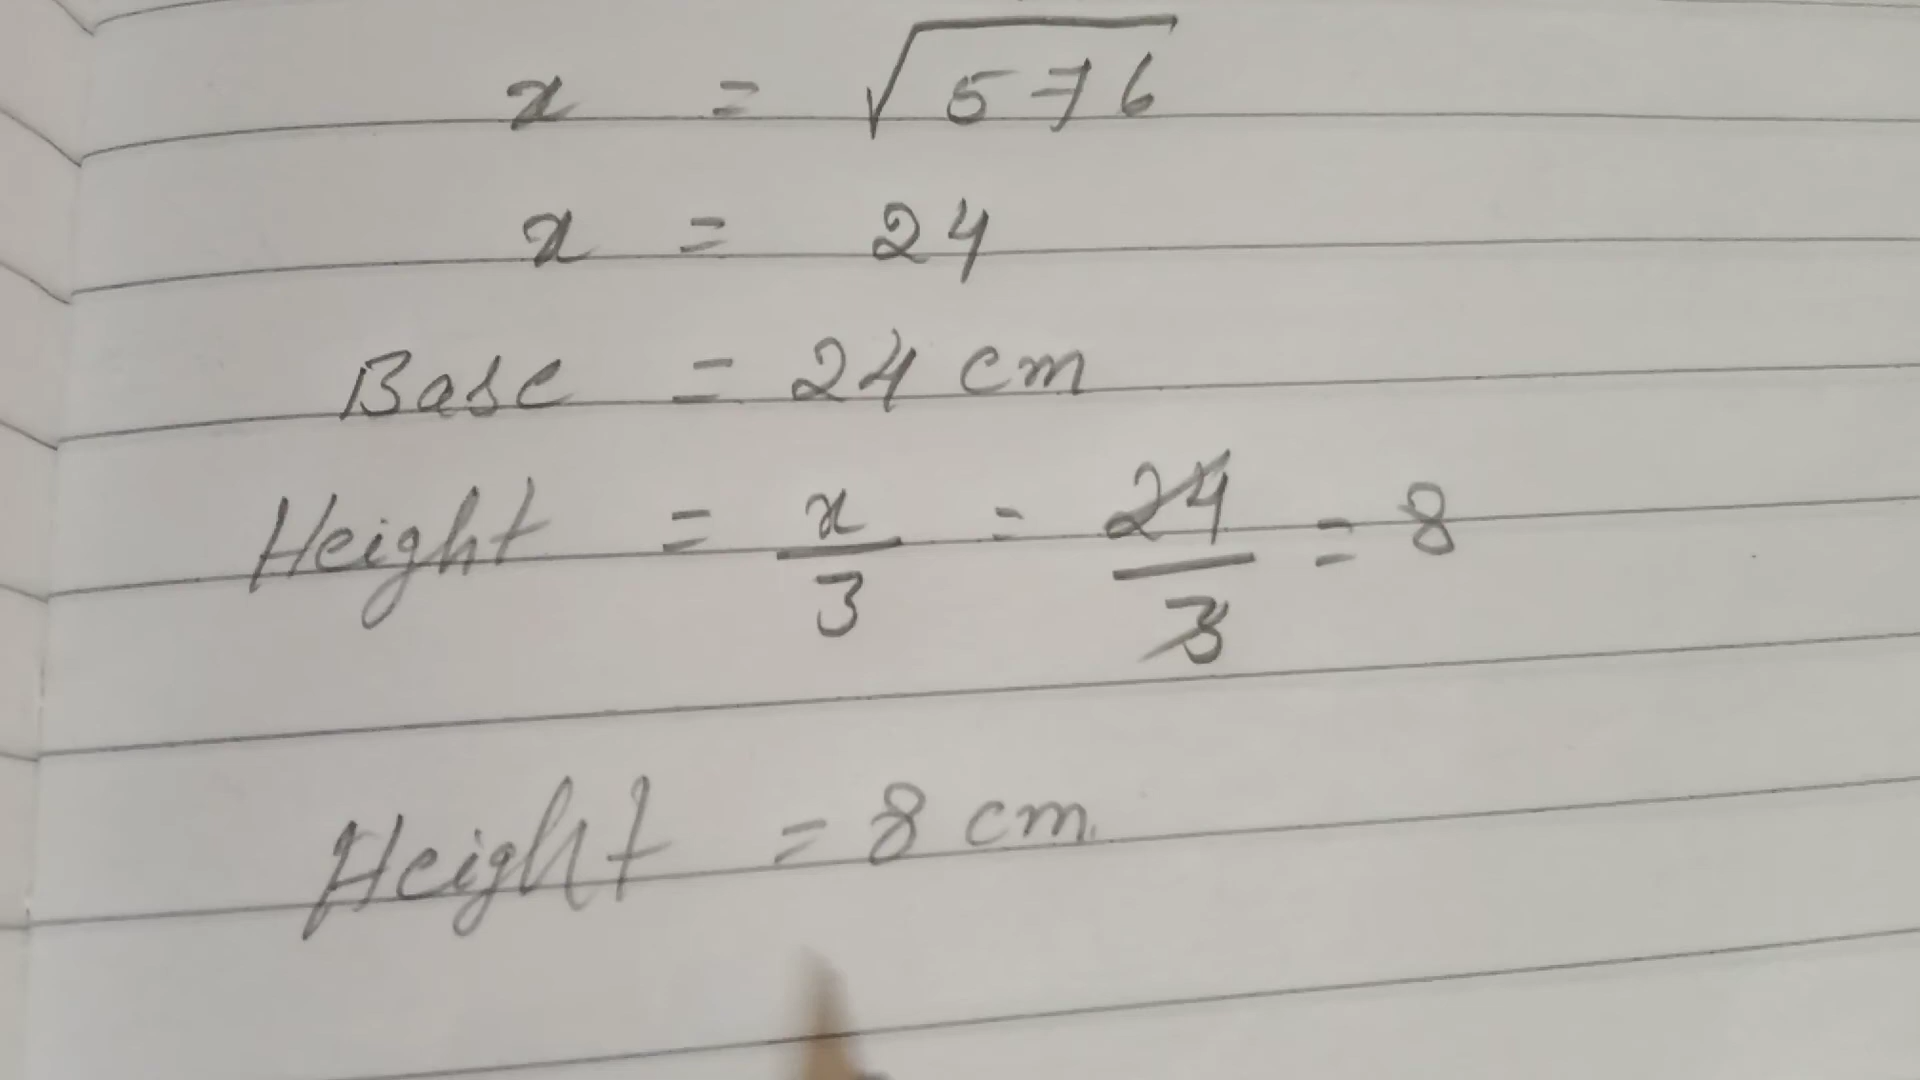 x = √576
x = 24
Base = 24 cm
Height = x/3 = 24/3 = 8
Height = 8 cm.